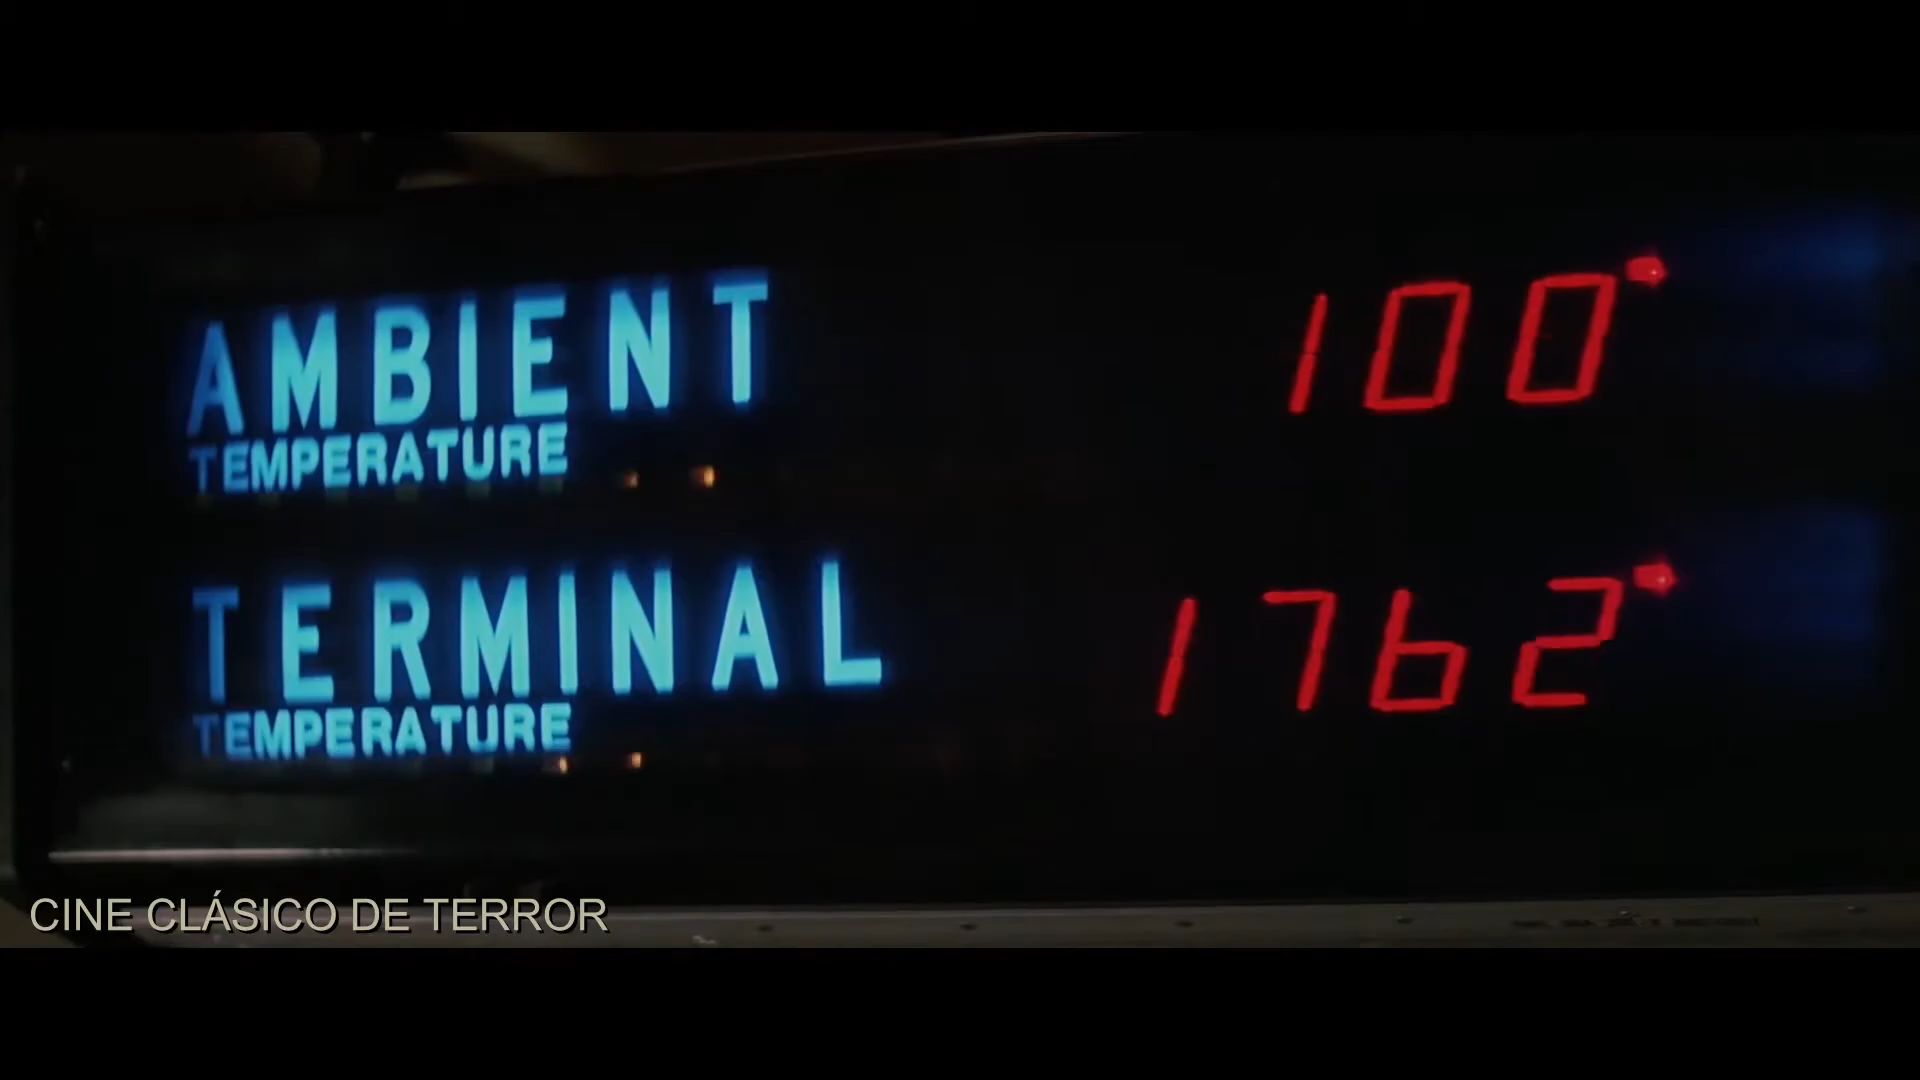 AMBIENT 100°
TEMPERATURE
TERMINAL 1762°
TEMPERATURE
CINE CLÁSICO DE TERROR